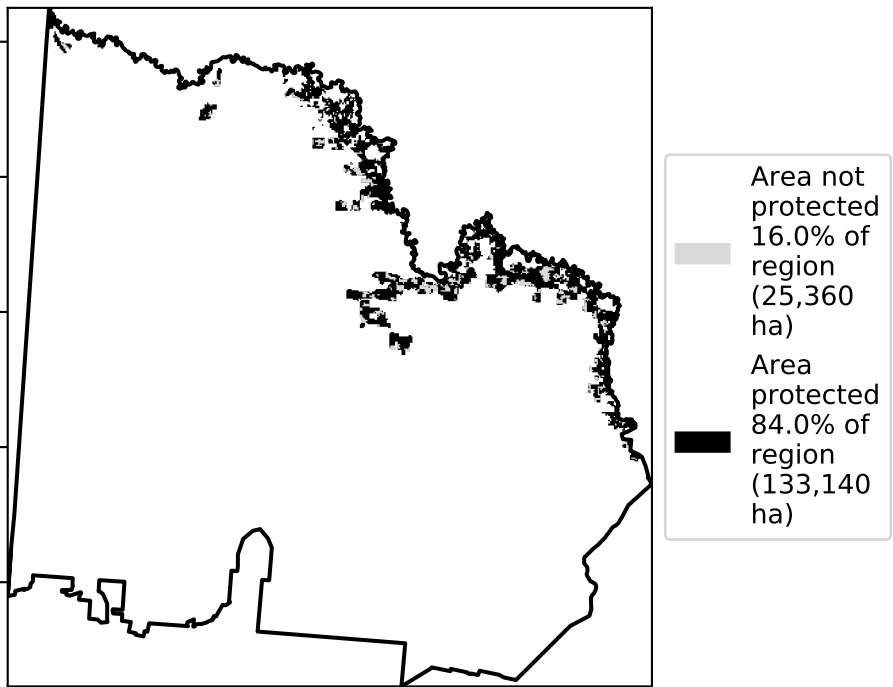 Area not
protected
16.0% of
region
(25,360
ha)
Area
protected
84.0% of
region
(133,140
ha)